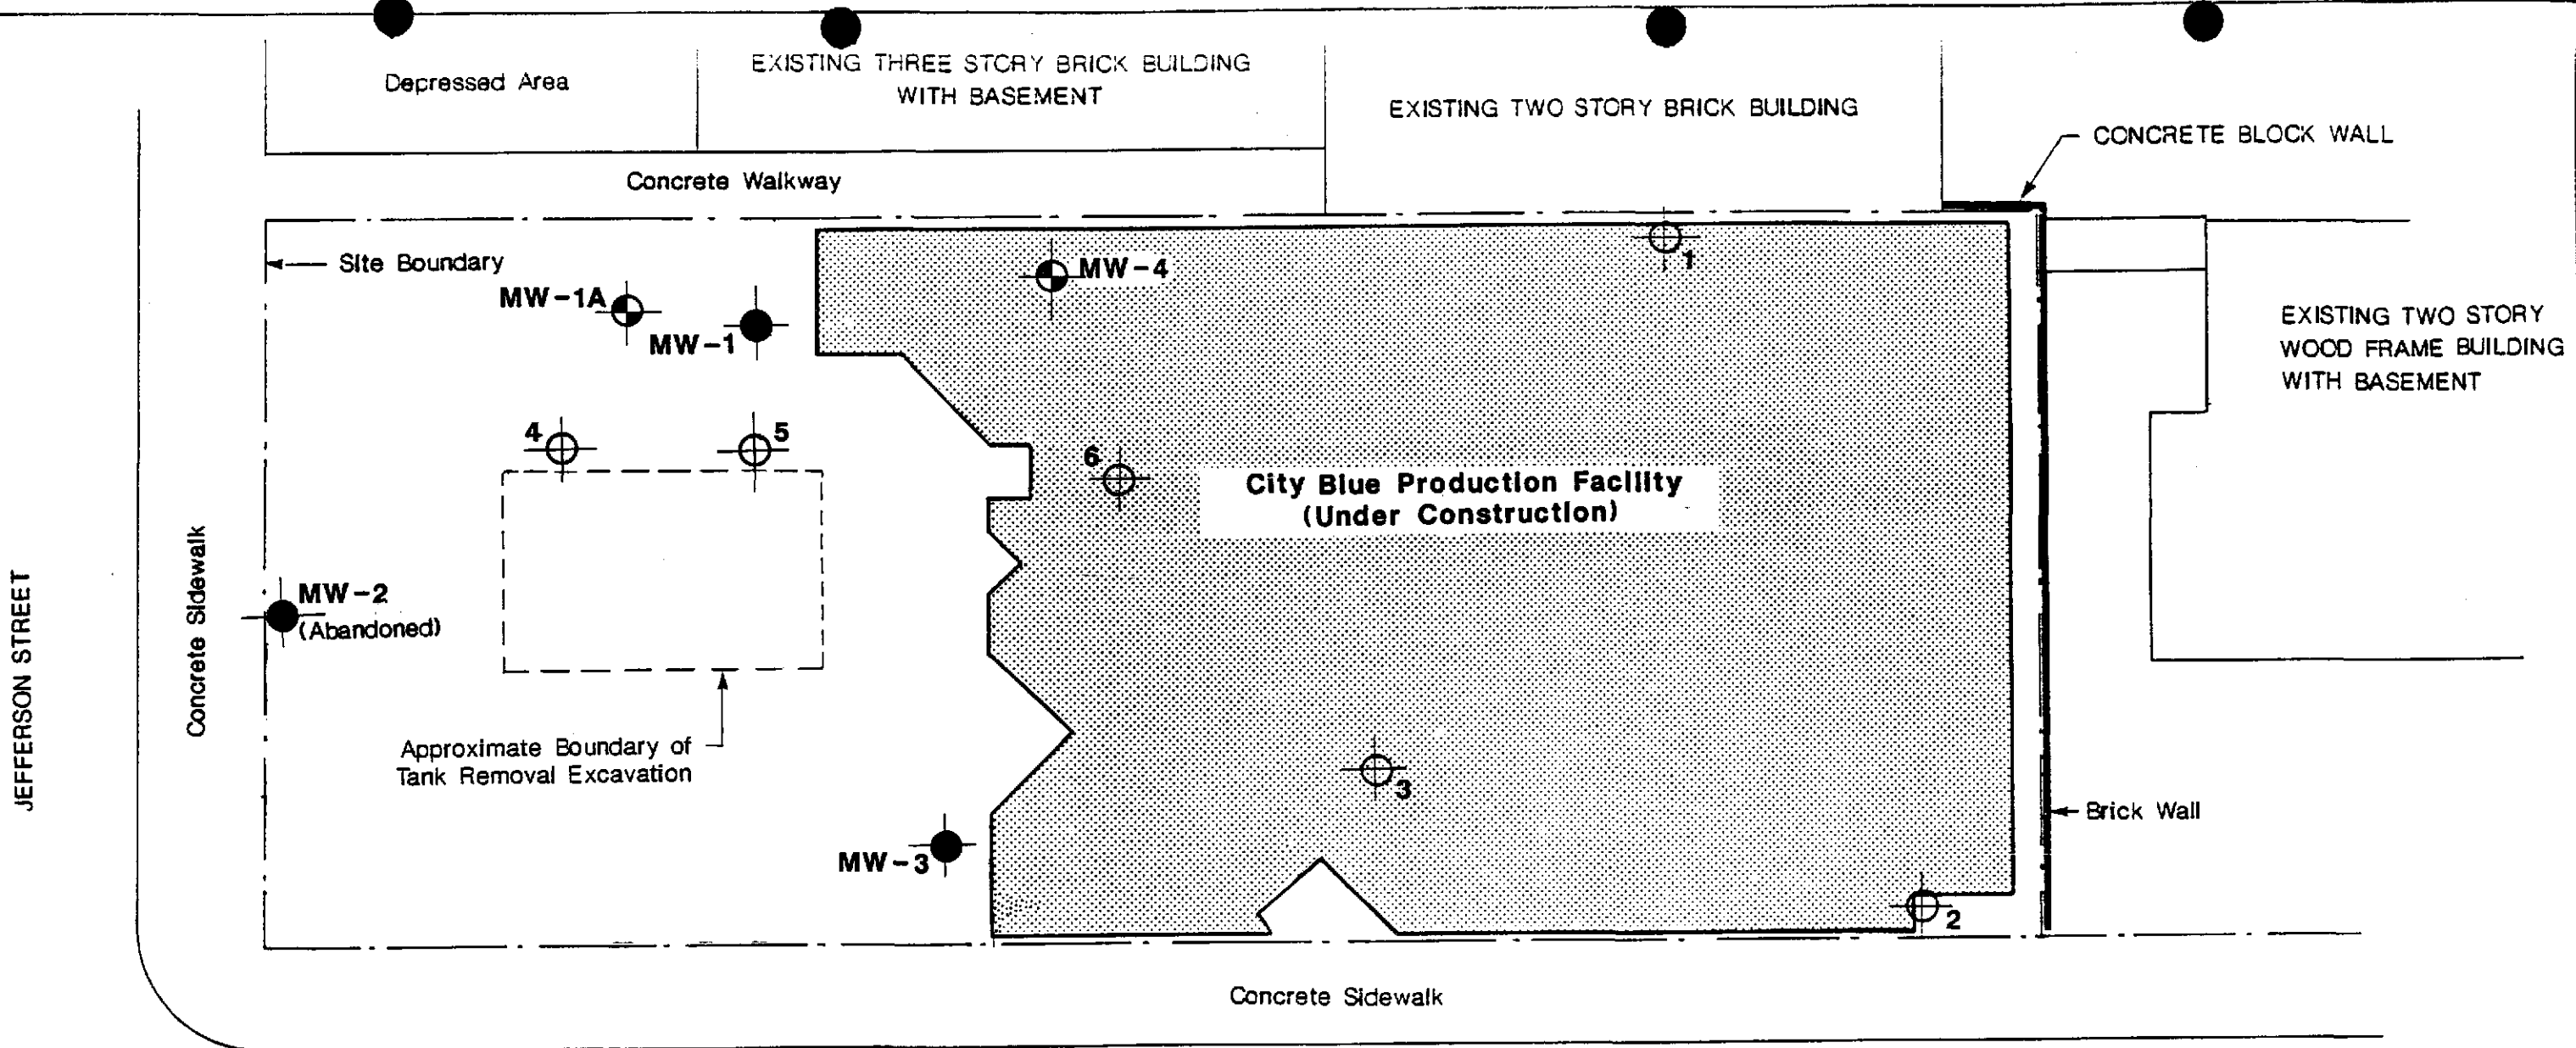 Depressed Area
EXISTING THREE STORY BRICK BUILDING
WITH BASEMENT
EXISTING TWO STORY BRICK BUILDING
CONCRETE BLOCK WALL
Concrete Walkway
Site Boundary
MW-1A
MW-1
MW-4
1
EXISTING TWO STORY
WOOD FRAME BUILDING
WITH BASEMENT
4
5
6
City Blue Production Facility
(Under Construction)
JEFFERSON STREET
Concrete Sidewalk
MW-2
(Abandoned)
Approximate Boundary of
Tank Removal Excavation
3
Brick Wall
MW-3
2
Concrete Sidewalk